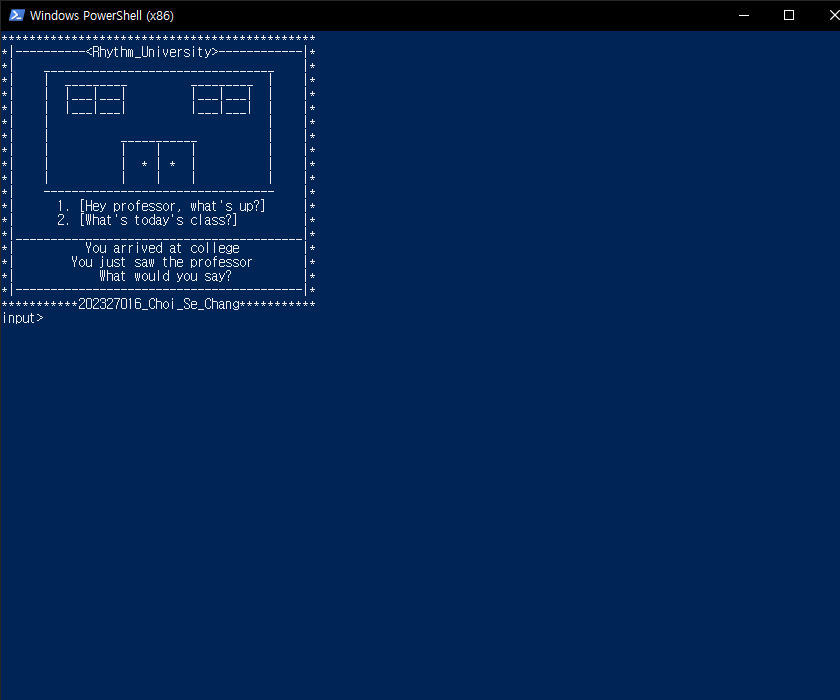 Windows PowerShell (x86)
<Rhythm_University>
* *
1. [Hey professor, what's up?]
2. [What's today's class?]
You arrived at college
You just saw the professor
What would you say?
***********202327016_Choi_Se_Chang***********
input>